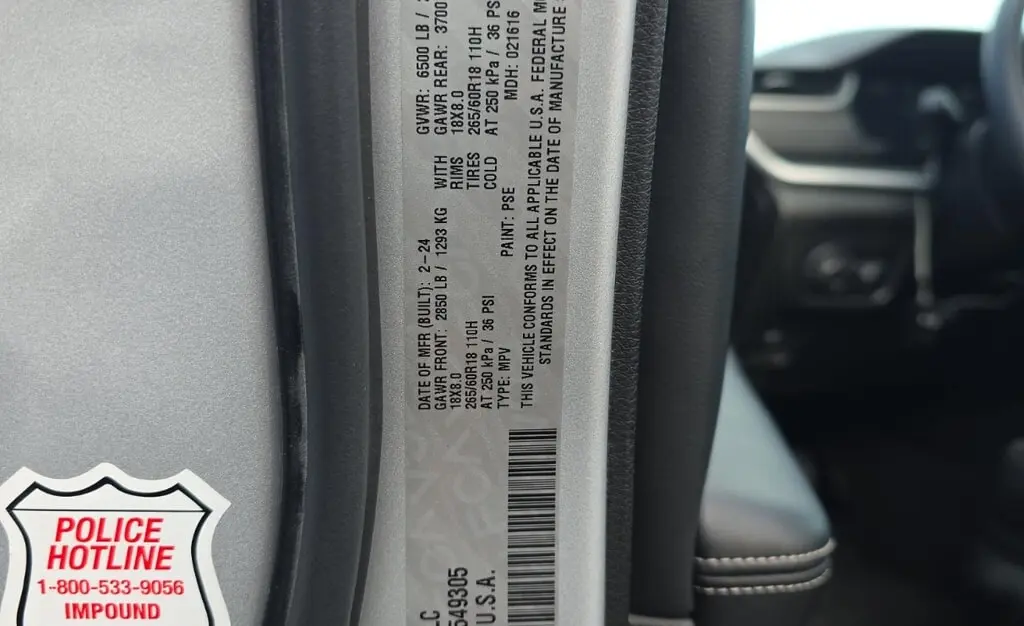 DATE OF MFR (BUILT): 2-24 GVWR: 6500 LB /
GAWR FRONT: 2850 LB / 1293 KG WITH GAWR REAR: 3700
18X8.0 RIMS 18X8.0
265/60R18 110H TIRES 265/60R18 110H
AT 250 kPa / 36 PSI COLD AT 250 kPa / 36 PS
TYPE: MPV PAINT: PSE MDH: 021616
THIS VEHICLE CONFORMS TO ALL APPLICABLE U.S.A. FEDERAL M
STANDARDS IN EFFECT ON THE DATE OF MANUFACTURE
LC
549305
U.S.A.
POLICE
HOTLINE
1-800-533-9056
IMPOUND